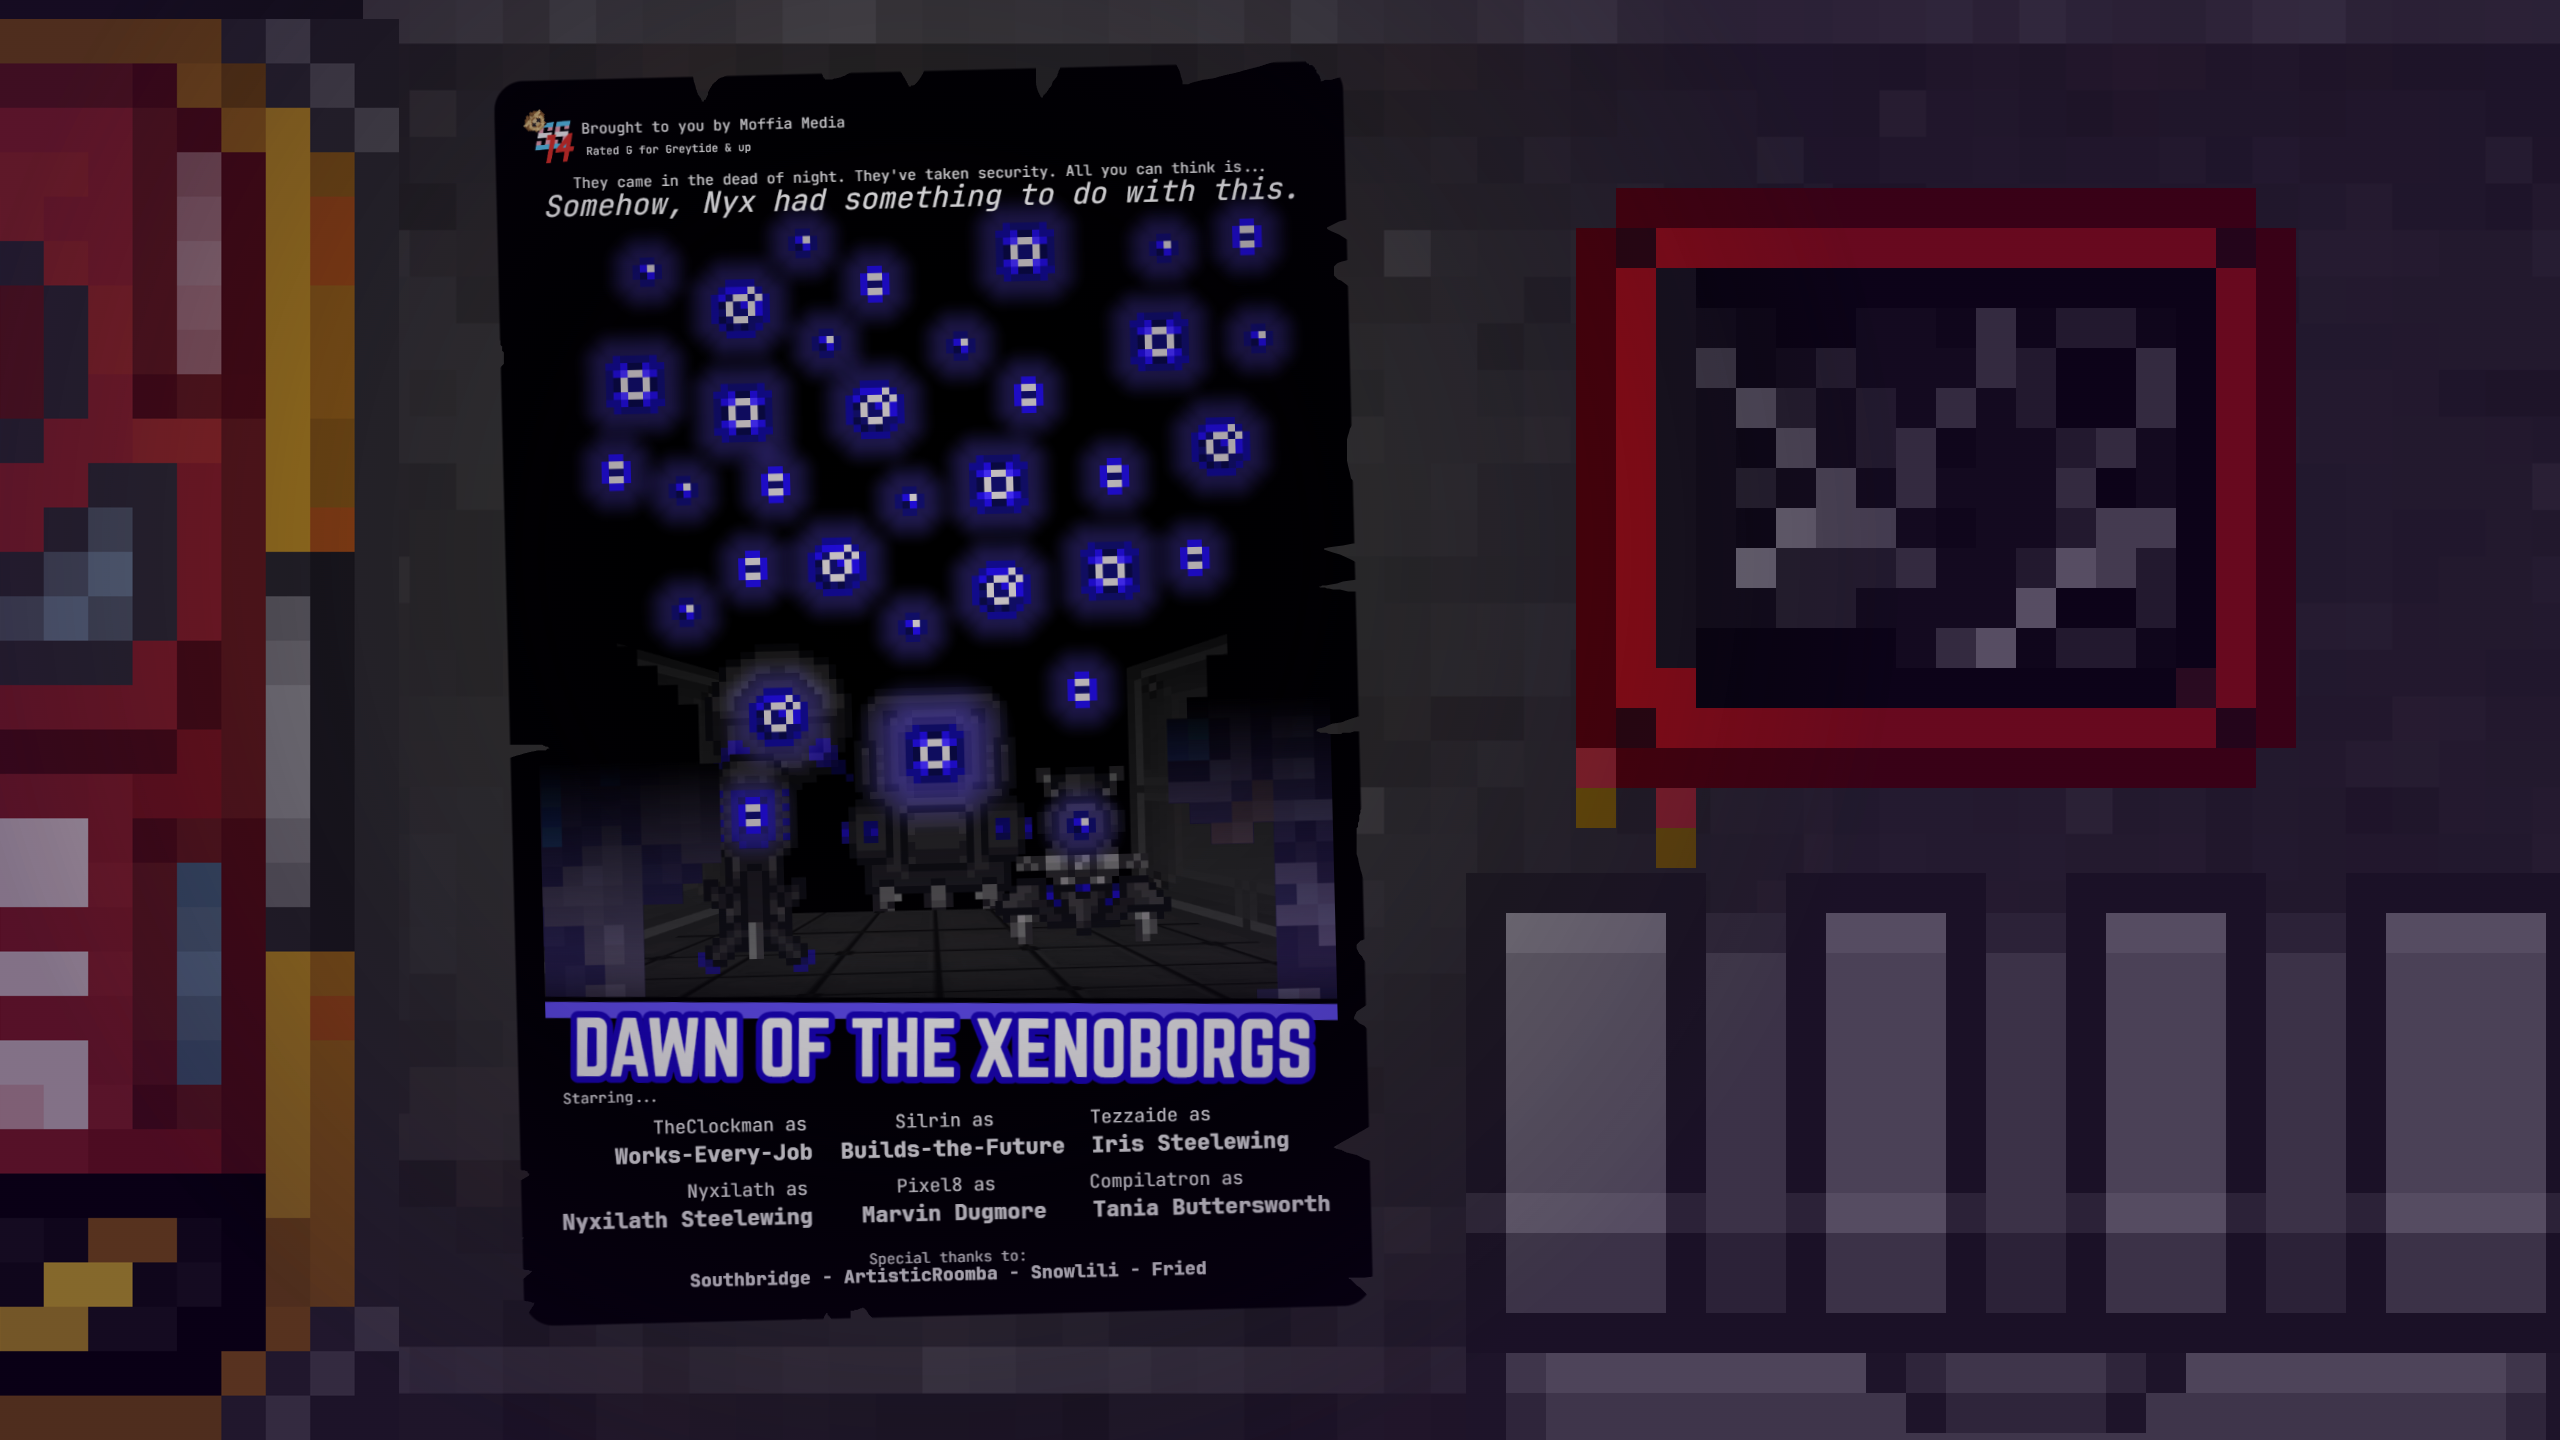 SS14
Brought to you by Moffia Media
Rated G for Greytide & up
They came in the dead of night. They've taken security. All you can think is...
Somehow, Nyx had something to do with this.
DAWN OF THE XENOBORGS
Starring...
TheClockman as
Works-Every-Job
Silrin as
Builds-the-Future
Tezzaide as
Iris Steelewing
Nyxilath as
Nyxilath Steelewing
Pixel8 as
Marvin Dugmore
Compilatron as
Tania Buttersworth
Special thanks to:
Southbridge - ArtisticRoomba - Snowlili - Fried